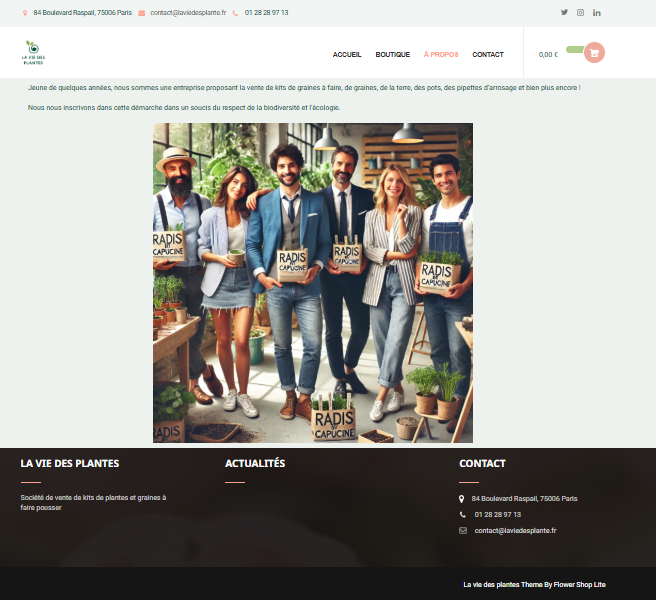 84 Boulevard Raspail, 75006 Paris contact@laviedesplante.fr 01 28 28 97 13
LA VIE DES
PLANTES
ACCUEIL BOUTIQUE À PROPOS CONTACT 0,00 €
Jeune de quelques années, nous sommes une entreprise proposant la vente de kits de graines à faire, de graines, de la terre, des pots, des pipettes d'arrosage et bien plus encore !
Nous nous inscrivons dans cette démarche dans un soucis du respect de la biodiversité et l'écologie.
RADIS
CAPUCINE
RADIS
CAPUCINE
RADIS
CAPUCINE
RADIS
CAPUCINE
RADIS
CAPUCINE
RADIS
LA VIE DES PLANTES
Société de vente de kits de plantes et graines à
faire pousser
ACTUALITÉS
CONTACT
84 Boulevard Raspail, 75006 Paris
01 28 28 97 13
contact@laviedesplante.fr
La vie des plantes Theme By Flower Shop Lite